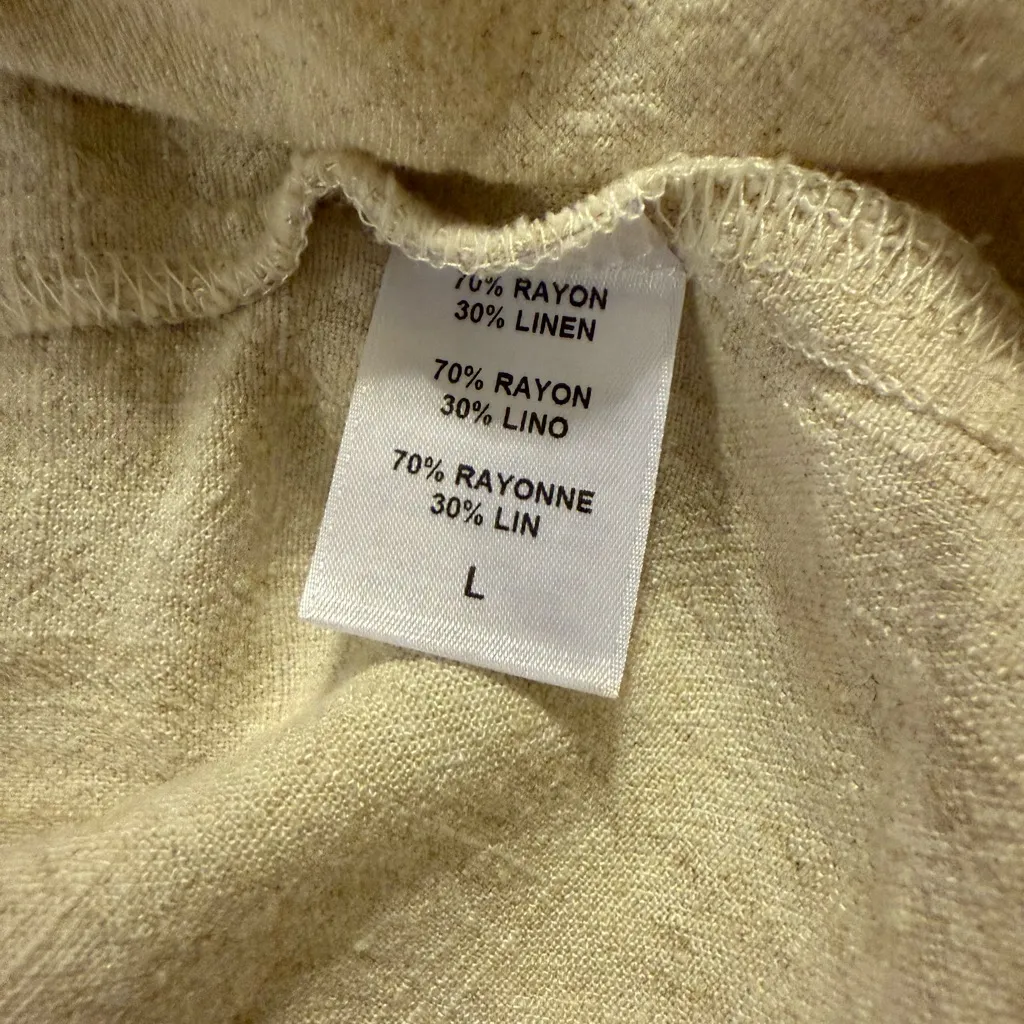 70% RAYON
30% LINEN
70% RAYON
30% LINO
70% RAYONNE
30% LIN
L